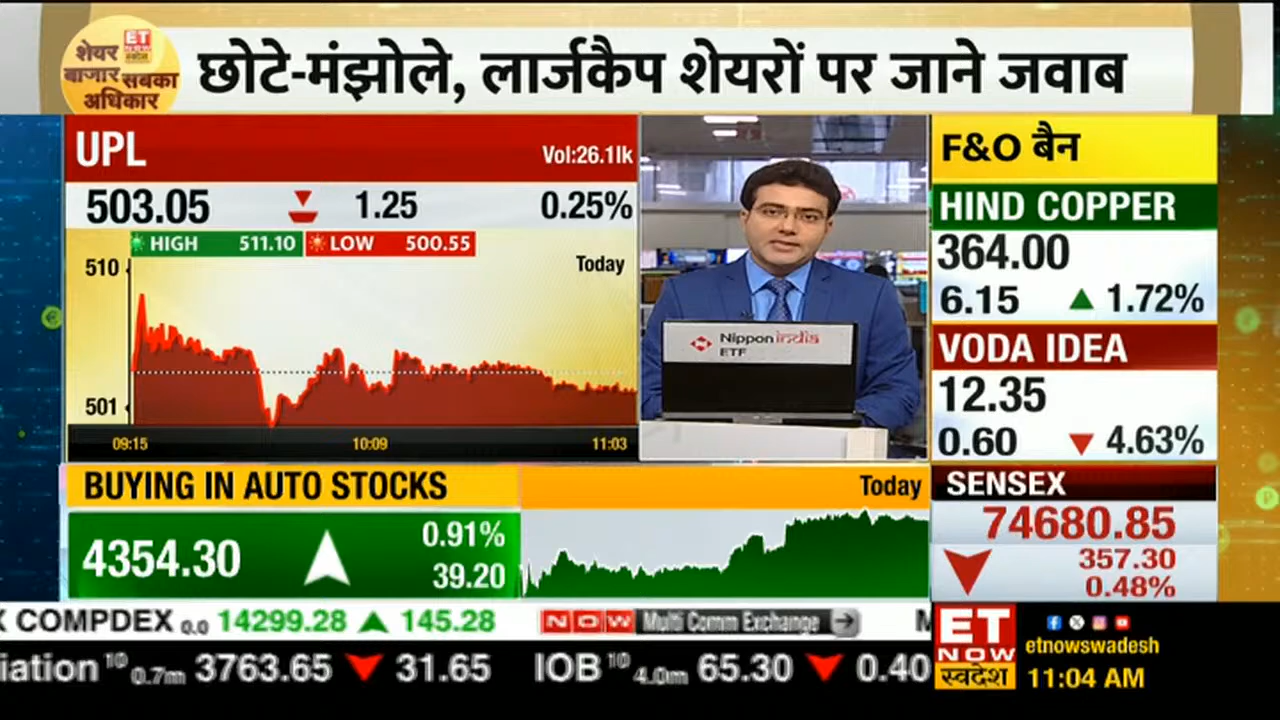 शेयर
ET NOW स्वदेश
बाजार सबका
अधिकार
छोटे-मंझोले, लार्जकैप शेयरों पर जाने जवाब
UPL Vol:26.1lk
503.05 1.25 0.25%
HIGH 511.10 LOW 500.55
Today
510
501
09:15 10:09 11:03
Nippon india
ETF
F&O बैन
HIND COPPER
364.00
6.15 1.72%
VODA IDEA
12.35
0.60 4.63%
BUYING IN AUTO STOCKS Today
4354.30 0.91%
39.20
SENSEX
74680.85
357.30
0.48%
X COMPDEX 0.0 14299.28 145.28 NOW Multi Comm Exchange M
iation 10 0.7m 3763.65 31.65 IOB 10 4.0m 65.30 0.40
ET
NOW
स्वदेश
etnowswadesh
11:04 AM